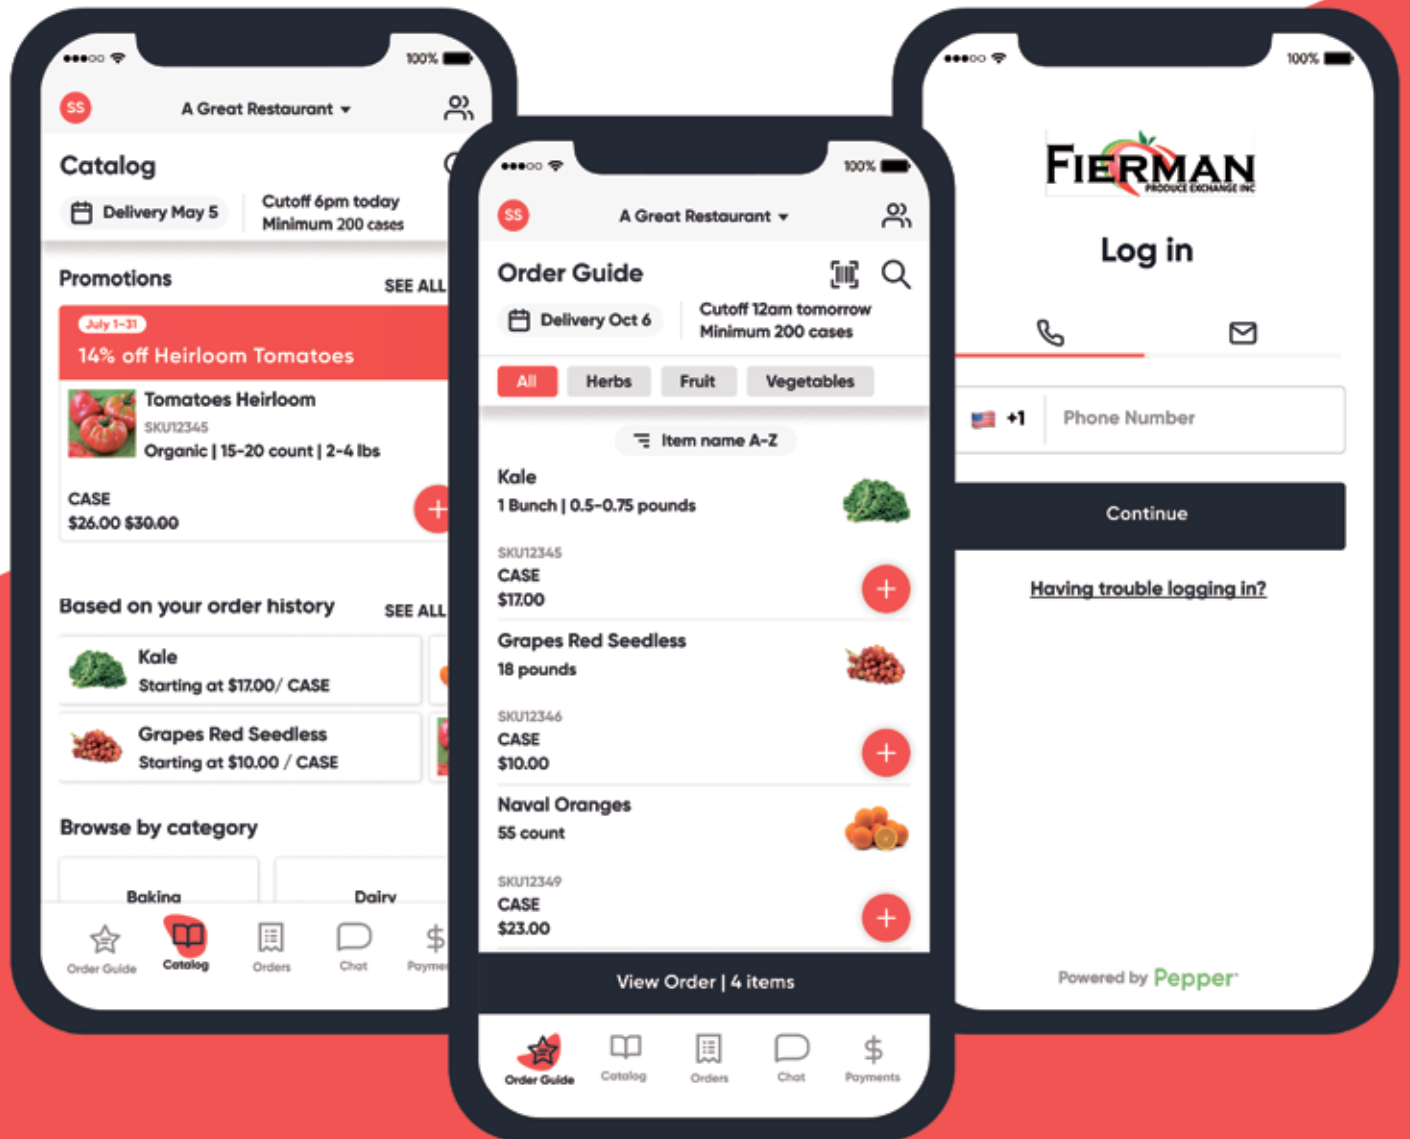 100%
SS
A Great Restaurant
Catalog
Delivery May 5
Cutoff 6pm today
Minimum 200 cases
Promotions
SEE ALL
July 1-31
14% off Heirloom Tomatoes
Tomatoes Heirloom
SKU12345
Organic | 15-20 count | 2-4 lbs
CASE
$26.00 $30.00
Based on your order history
SEE ALL
Kale
Starting at $17.00/ CASE
Grapes Red Seedless
Starting at $10.00 / CASE
Browse by category
Baking
Dairy
Order Guide
Catalog
Orders
Chat
100%
SS
A Great Restaurant
Order Guide
Delivery Oct 6
Cutoff 12am tomorrow
Minimum 200 cases
All
Herbs
Fruit
Vegetables
Item name A-Z
Kale
1 Bunch | 0.5-0.75 pounds
SKU12345
CASE
$17.00
Grapes Red Seedless
18 pounds
SKU12346
CASE
$10.00
Naval Oranges
55 count
SKU12349
CASE
$23.00
View Order | 4 items
Order Guide
Catalog
Orders
Chat
Payments
100%
FIERMAN
PRODUCE EXCHANGE INC
Log in
+1
Phone Number
Continue
Having trouble logging in?
Powered by Pepper